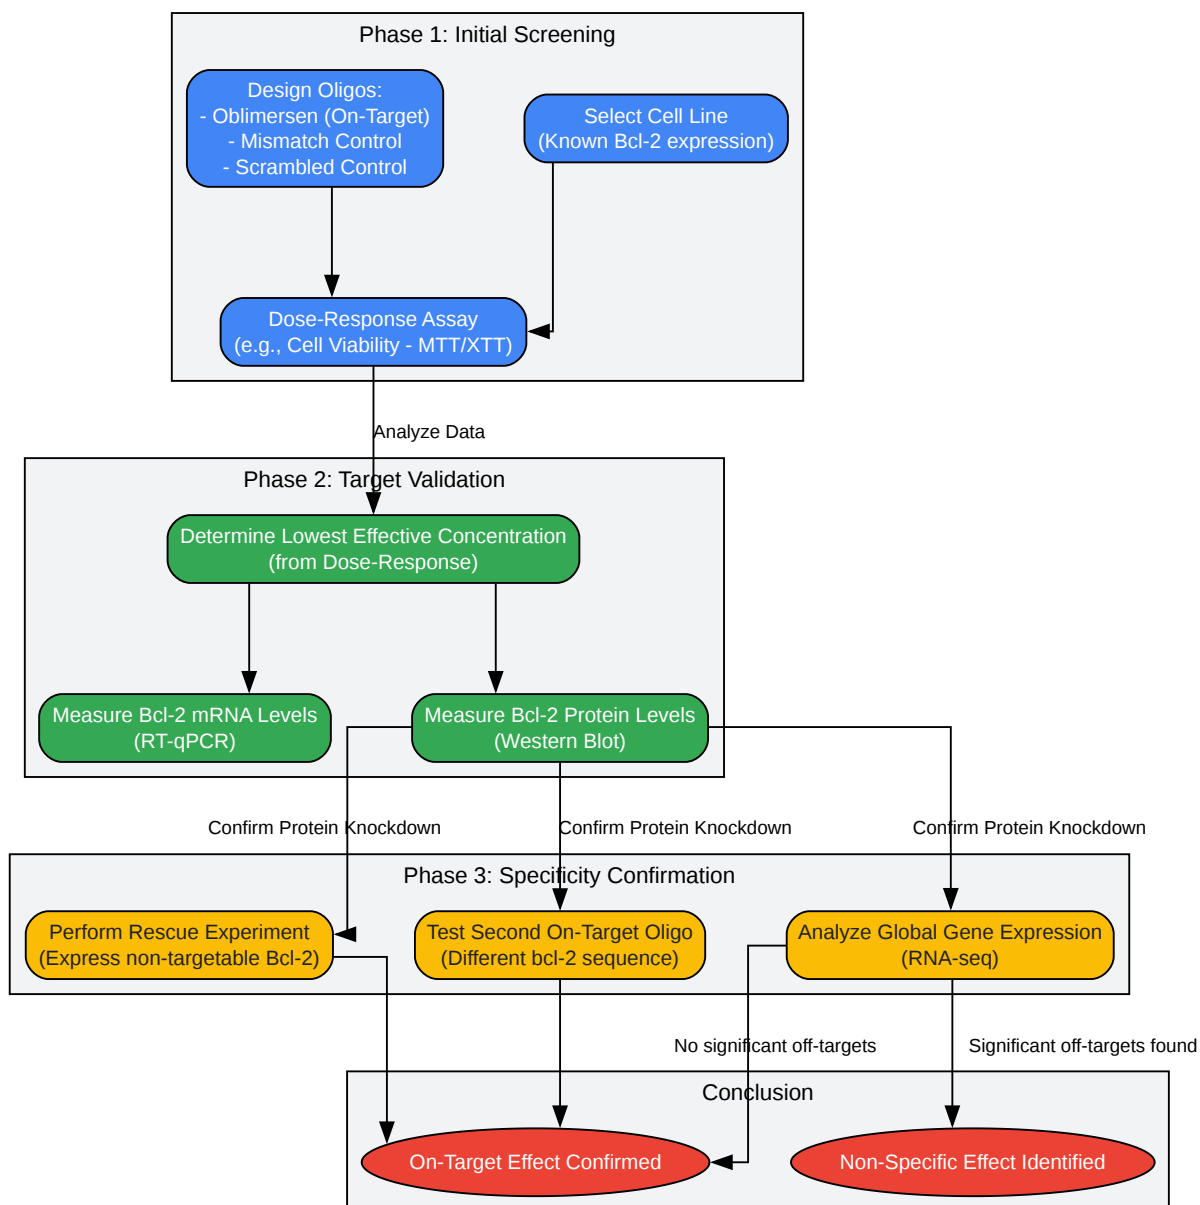 Phase 1: Initial Screening
Design Oligos:
- Oblimersen (On-Target)
- Mismatch Control
- Scrambled Control
Select Cell Line
(Known Bcl-2 expression)
Dose-Response Assay
(e.g., Cell Viability - MTT/XTT)
Analyze Data
Phase 2: Target Validation
Determine Lowest Effective Concentration
(from Dose-Response)
Measure Bcl-2 mRNA Levels
(RT-qPCR)
Measure Bcl-2 Protein Levels
(Western Blot)
Confirm Protein Knockdown
Confirm Protein Knockdown
Confirm Protein Knockdown
Phase 3: Specificity Confirmation
Perform Rescue Experiment
(Express non-targetable Bcl-2)
Test Second On-Target Oligo
(Different bcl-2 sequence)
Analyze Global Gene Expression
(RNA-seq)
No significant off-targets
Significant off-targets found
Conclusion
On-Target Effect Confirmed
Non-Specific Effect Identified